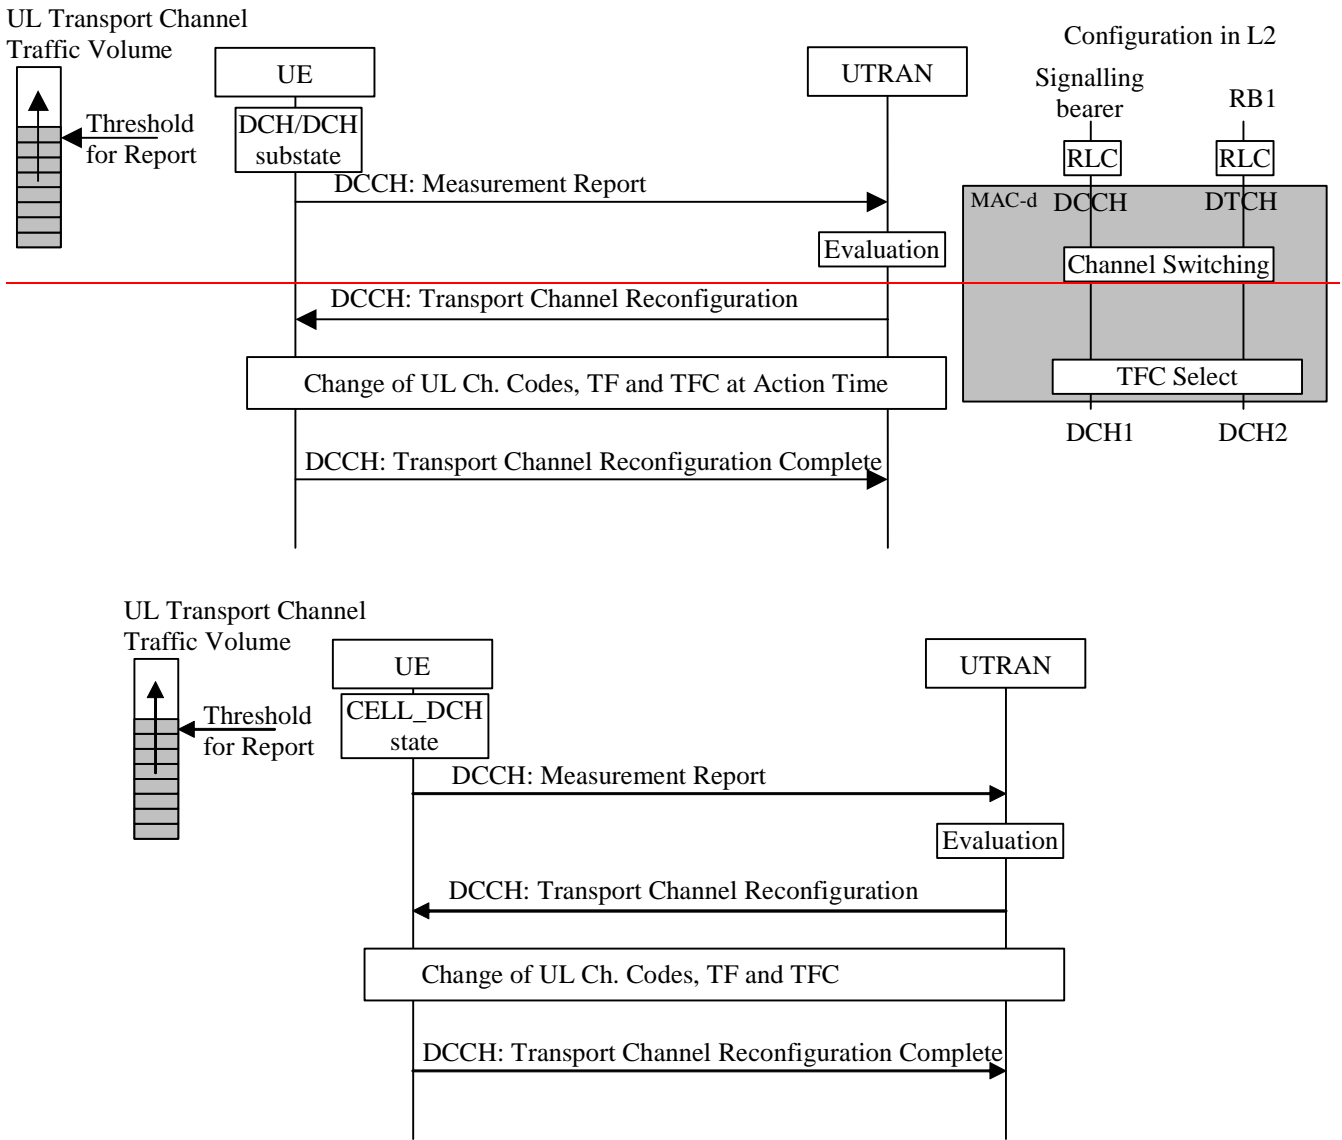 UL Transport Channel
Traffic Volume
Threshold
for Report
UE
DCH/DCH
substate
UTRAN
DCCH: Measurement Report
Evaluation
DCCH: Transport Channel Reconfiguration
Change of UL Ch. Codes, TF and TFC at Action Time
DCCH: Transport Channel Reconfiguration Complete
Configuration in L2
Signalling
bearer
RB1
RLC
RLC
MAC-d
DCCH
DTCH
Channel Switching
TFC Select
DCH1
DCH2
UL Transport Channel
Traffic Volume
Threshold
for Report
UE
CELL_DCH
state
UTRAN
DCCH: Measurement Report
Evaluation
DCCH: Transport Channel Reconfiguration
Change of UL Ch. Codes, TF and TFC
DCCH: Transport Channel Reconfiguration Complete